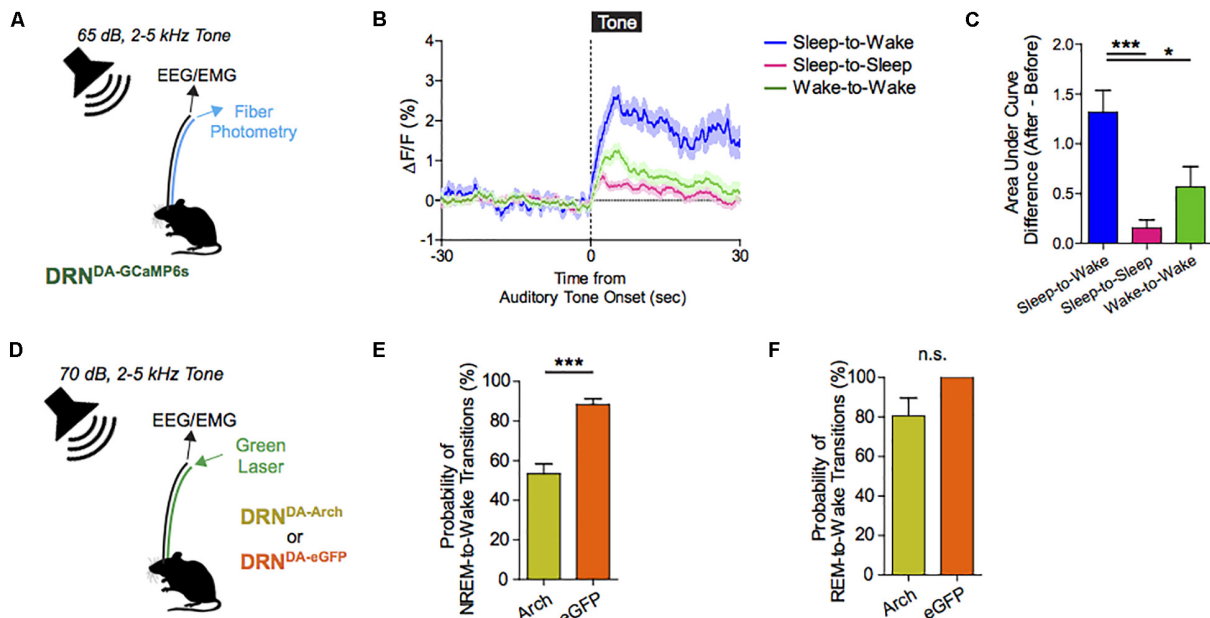 A
65 dB, 2-5 kHz Tone
EEG/EMG
Fiber
Photometry
DRN^DA-GCaMP6s
B
Tone
4
3
2
1
0
-1
ΔF/F (%)
-30
0
30
Time from
Auditory Tone Onset (sec)
Sleep-to-Wake
Sleep-to-Sleep
Wake-to-Wake
C
Area Under Curve
Difference (After - Before)
2.0
1.5
1.0
0.5
0.0
***
*
Sleep-to-Wake
Sleep-to-Sleep
Wake-to-Wake
D
70 dB, 2-5 kHz Tone
EEG/EMG
Green
Laser
DRN^DA-Arch
or
DRN^DA-eGFP
E
Probability of
NREM-to-Wake Transitions (%)
100
80
60
40
20
0
***
Arch
eGFP
F
Probability of
REM-to-Wake Transitions (%)
100
80
60
40
20
0
n.s.
Arch
eGFP